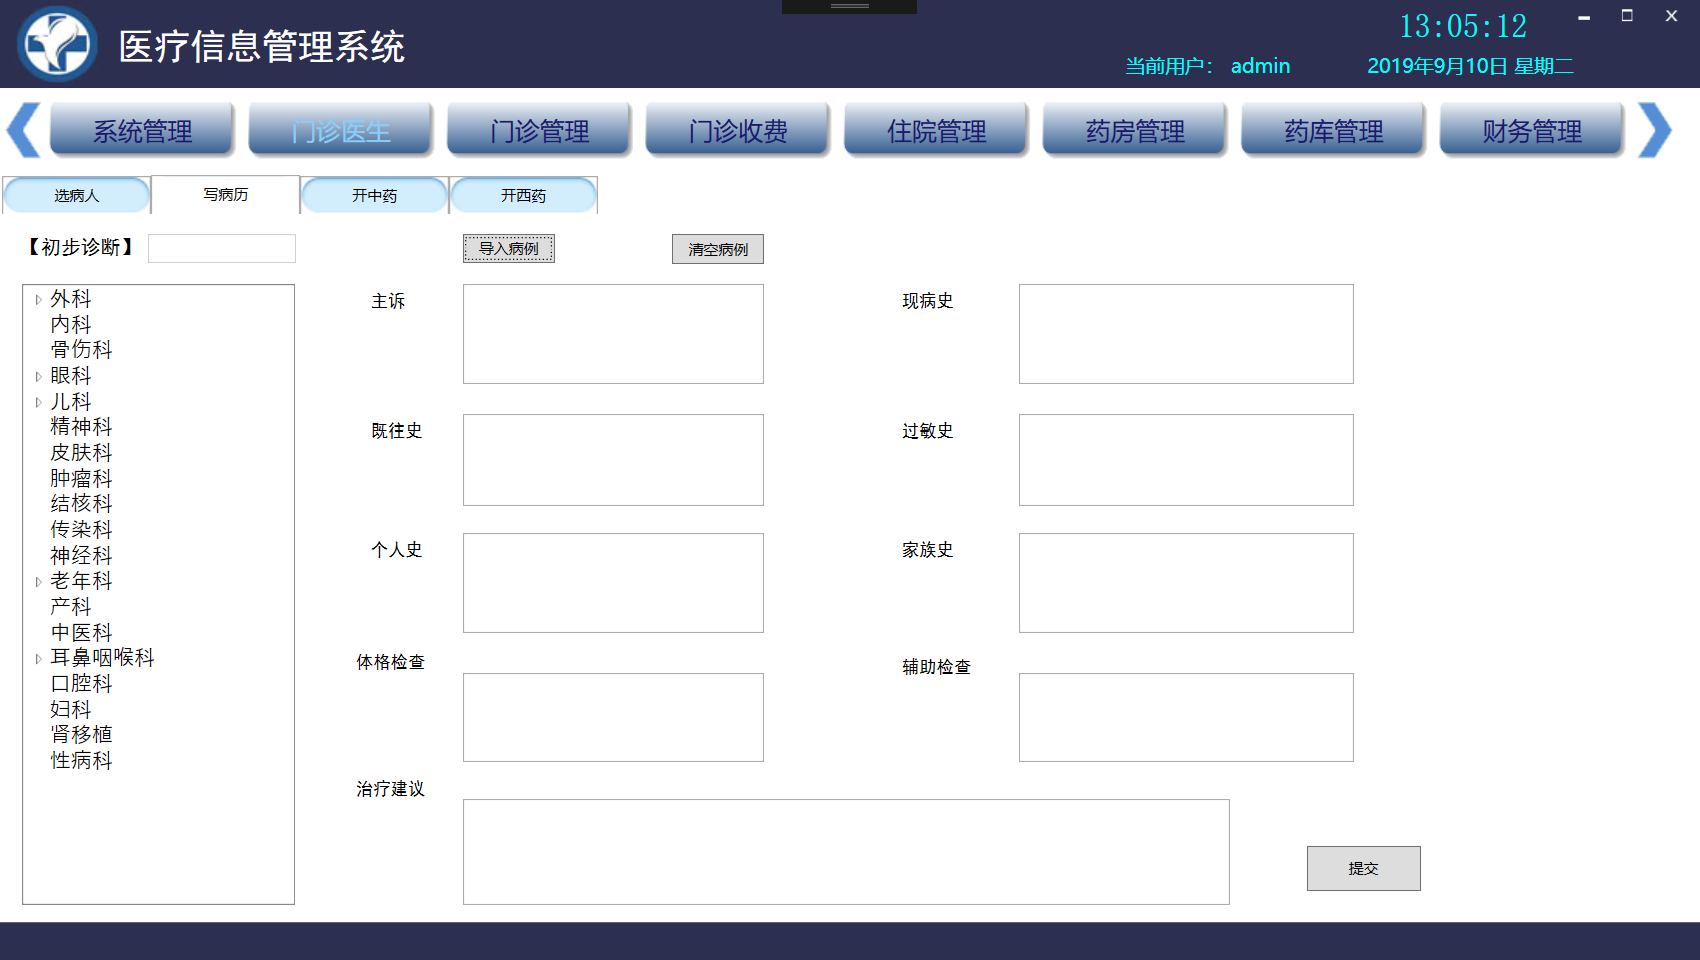 医疗信息管理系统
13:05:12
当前用户： admin
2019年9月10日 星期二
系统管理 门诊医生 门诊管理 门诊收费 住院管理 药房管理 药库管理 财务管理
选病人 写病历 开中药 开西药
【初步诊断】 导入病例 清空病例
外科
内科
骨伤科
眼科
儿科
精神科
皮肤科
肿瘤科
结核科
传染科
神经科
老年科
产科
中医科
耳鼻咽喉科
口腔科
妇科
肾移植
性病科
主诉 现病史
既往史 过敏史
个人史 家族史
体格检查 辅助检查
治疗建议
提交